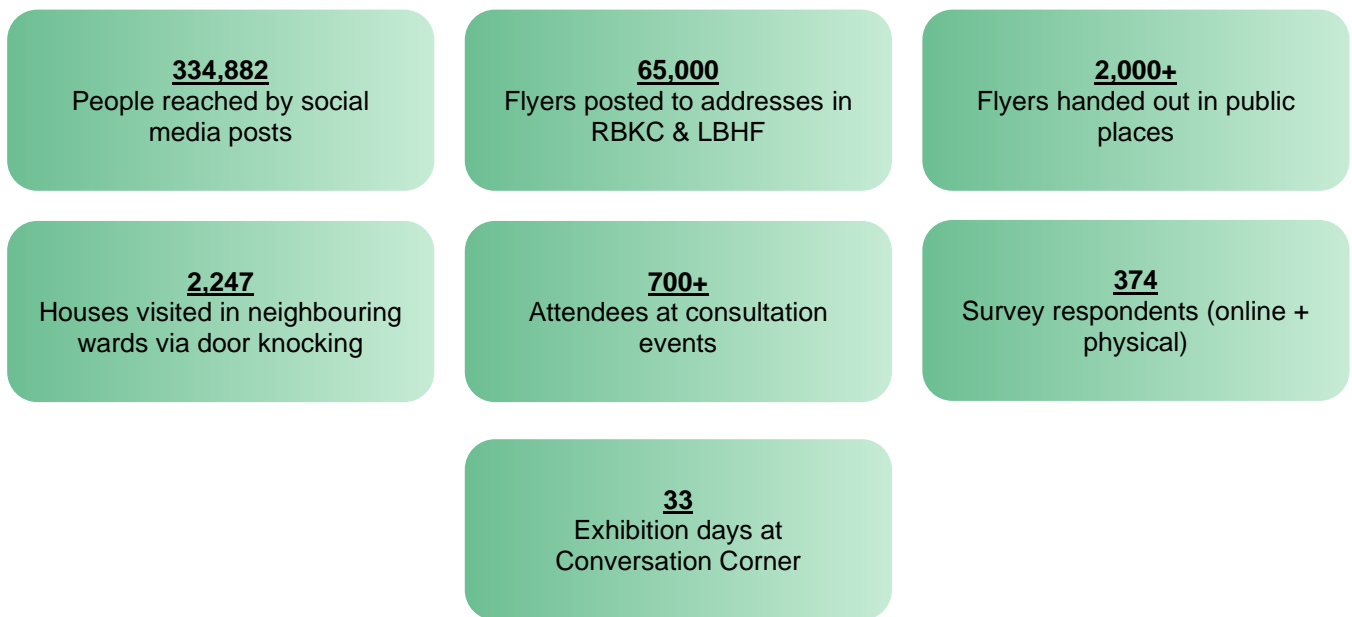 334,882
People reached by social
media posts
65,000
Flyers posted to addresses in
RBKC & LBHF
2,000+
Flyers handed out in public
places
2,247
Houses visited in neighbouring
wards via door knocking
700+
Attendees at consultation
events
374
Survey respondents (online +
physical)
33
Exhibition days at
Conversation Corner